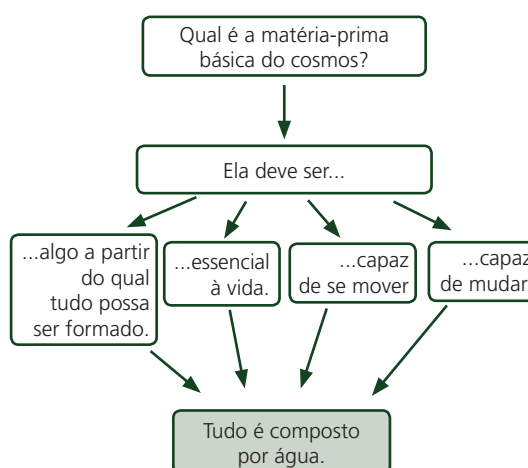 Qual é a matéria-prima
básica do cosmos?
Ela deve ser...
...algo a partir
do qual
tudo possa
ser formado.
...essencial
à vida.
...capaz
de se mover
...capaz
de mudar.
Tudo é composto
por água.